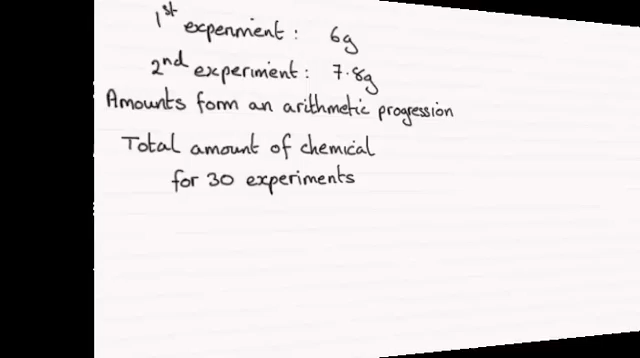 1st experiment: 6g
2nd experiment: 7.8g
Amounts form an arithmetic progression
Total amount of chemical
for 30 experiments